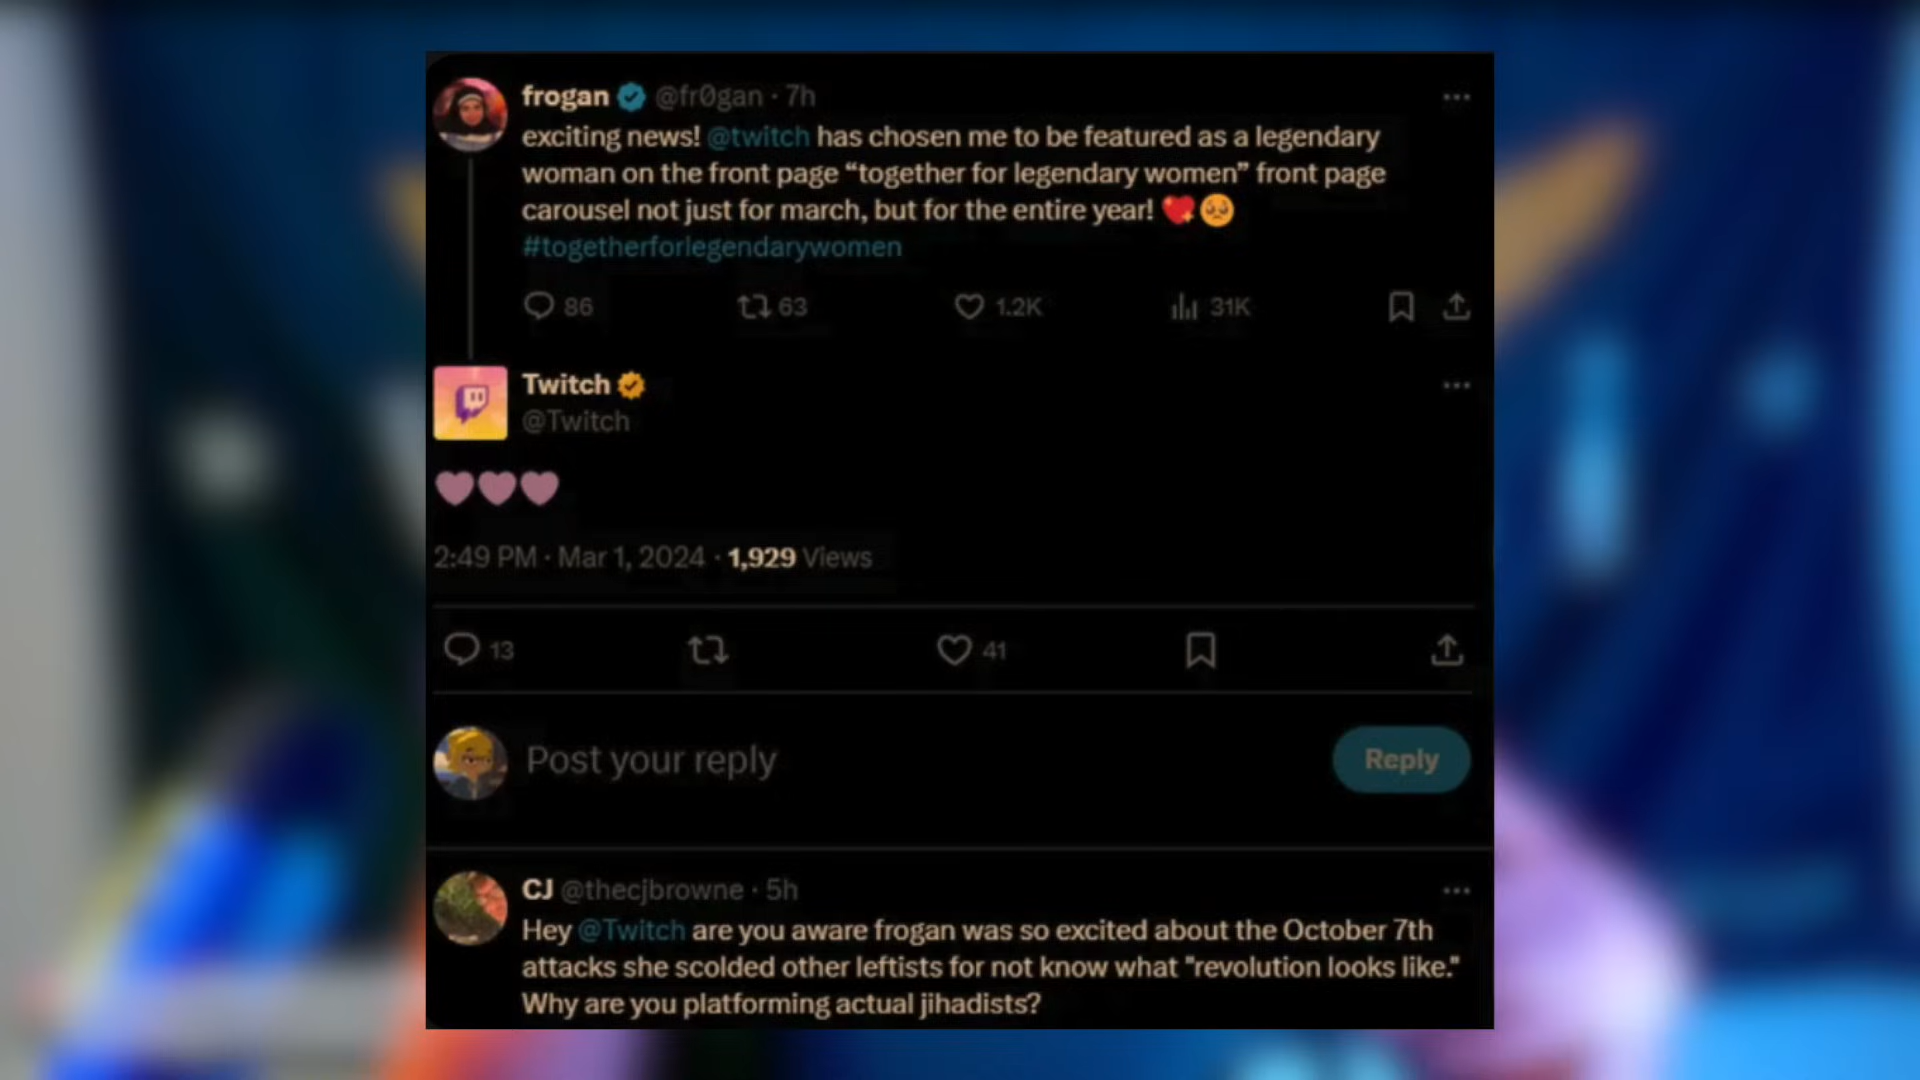 frogan @fr0gan · 7h
exciting news! @twitch has chosen me to be featured as a legendary
woman on the front page “together for legendary women” front page
carousel not just for march, but for the entire year! 💖🥺
#togetherforlegendarywomen
86 63 1.2K 31K
Twitch
@Twitch
🩷🩷🩷
2:49 PM · Mar 1, 2024 · 1,929 Views
13 41
Post your reply
Reply
CJ @thecjbrowne · 5h
Hey @Twitch are you aware frogan was so excited about the October 7th
attacks she scolded other leftists for not know what "revolution looks like."
Why are you platforming actual jihadists?